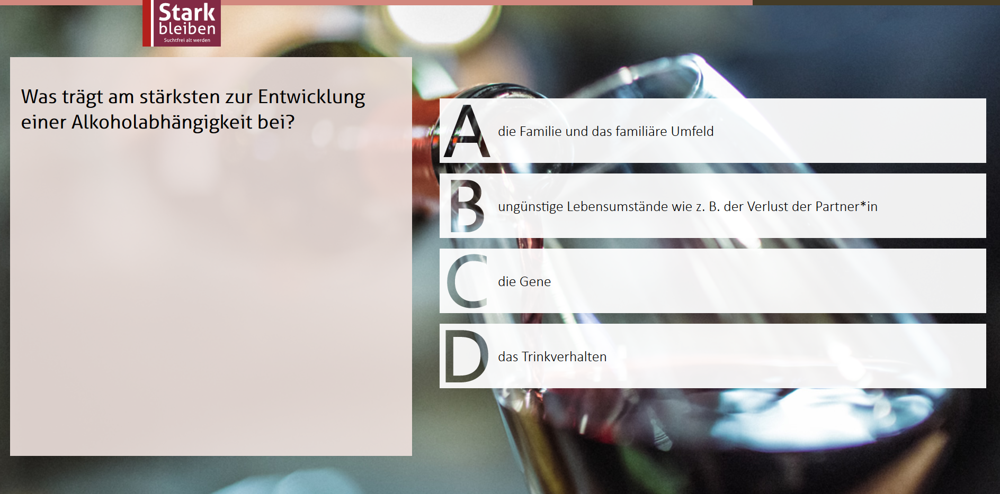 Stark
bleiben
Suchtfrei alt werden
Was trägt am stärksten zur Entwicklung
einer Alkoholabhängigkeit bei?
A
die Familie und das familiäre Umfeld
B
ungünstige Lebensumstände wie z. B. der Verlust der Partner*in
C
die Gene
D
das Trinkverhalten